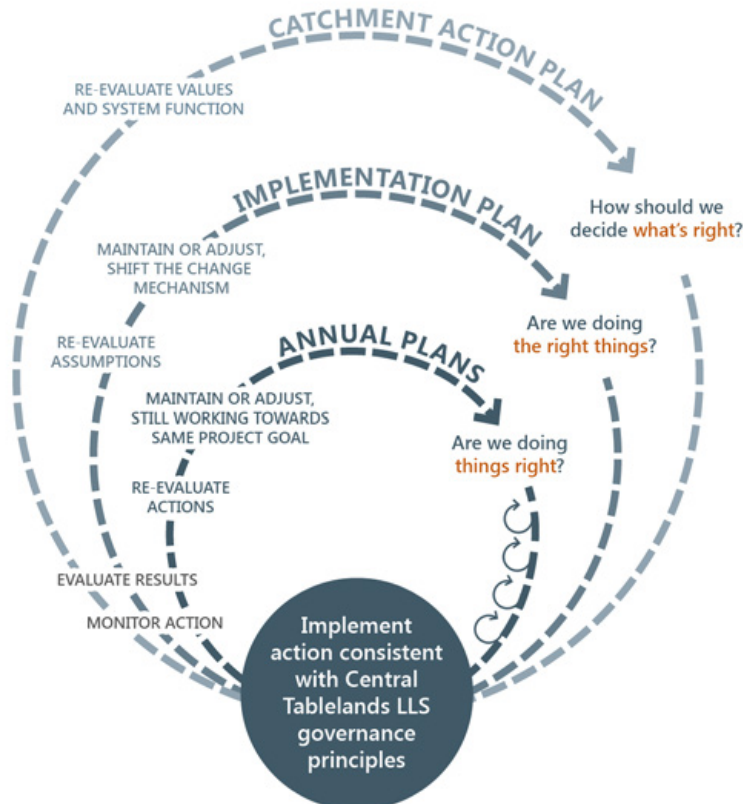 CATCHMENT ACTION PLAN
RE-EVALUATE VALUES
AND SYSTEM FUNCTION
How should we
decide what's right?
IMPLEMENTATION PLAN
MAINTAIN OR ADJUST,
SHIFT THE CHANGE
MECHANISM
RE-EVALUATE
ASSUMPTIONS
Are we doing
the right things?
ANNUAL PLANS
MAINTAIN OR ADJUST,
STILL WORKING TOWARDS
SAME PROJECT GOAL
RE-EVALUATE
ACTIONS
Are we doing
things right?
EVALUATE RESULTS
MONITOR ACTION
Implement
action consistent
with Central
Tablelands LLS
governance
principles